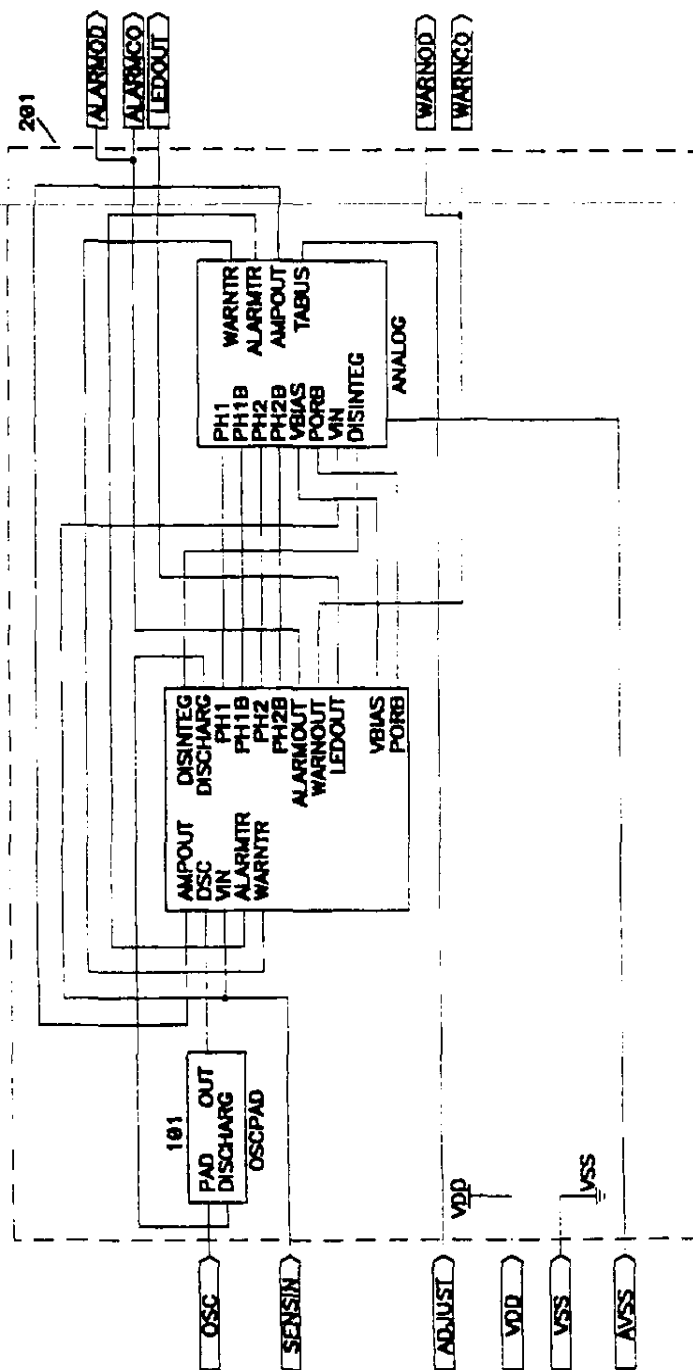 201
ALARMOD
ALARMCO
LEDOUT
WARNOD
WARNCO
WARNTR
ALARMTR
AMPOUT
TABUS
PH1
PH1B
PH2
PH2B
VBIAS
PORB
VIN
DISINTEG
ANALOG
DISINTEG
DISCHARG
PH1
PH1B
PH2
PH2B
ALARMOUT
WARNOUT
LEDOUT
VBIAS
PORB
AMPOUT
OSC
VIN
ALARMTR
WARNTR
101
PAD OUT
DISCHARG
OSCPAD
VDD
VSS
OSC
SENSIN
ADJUST
VDD
VSS
AVSS